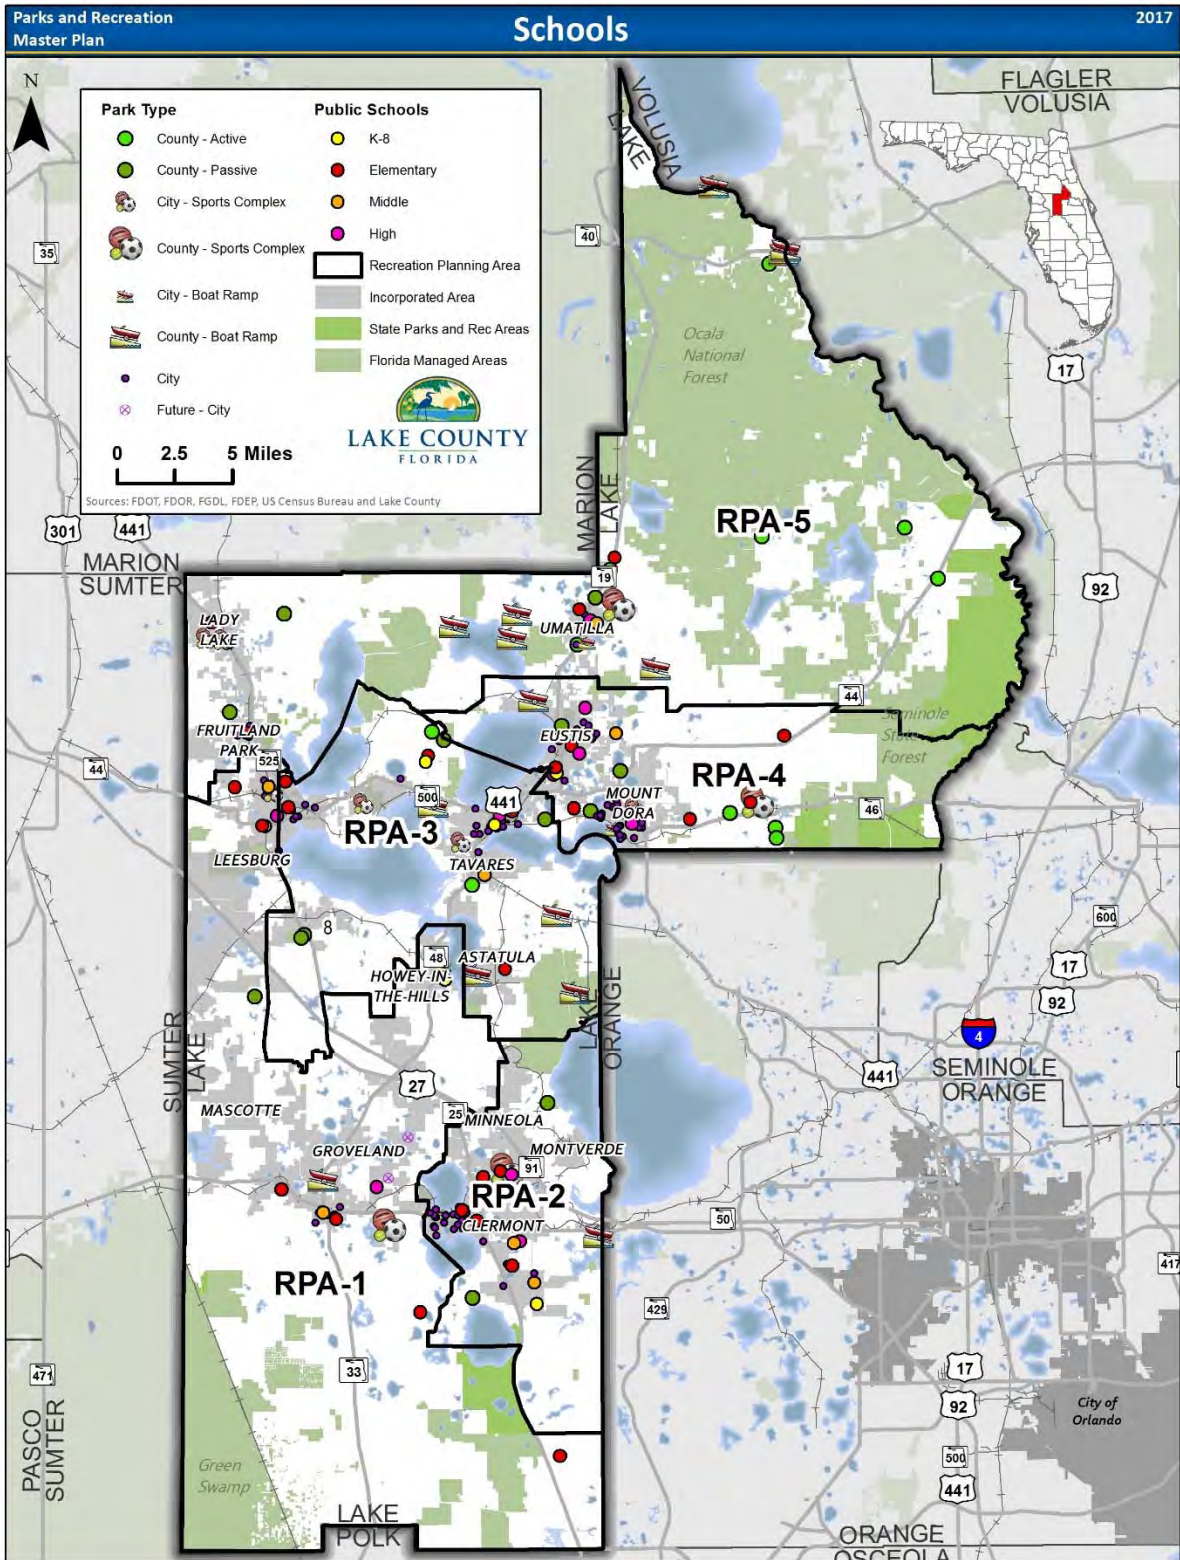 Parks and Recreation
Master Plan
Schools
2017
N
Park Type
County - Active
County - Passive
City - Sports Complex
County - Sports Complex
City - Boat Ramp
County - Boat Ramp
City
Future - City
Public Schools
K-8
Elementary
Middle
High
Recreation Planning Area
Incorporated Area
State Parks and Rec Areas
Florida Managed Areas
LAKE COUNTY
FLORIDA
0 2.5 5 Miles
Sources: FDOT, FDOR, FGDL, FDEP, US Census Bureau and Lake County
VOLUSIA
LAKE
FLAGLER
VOLUSIA
35
40
Ocala
National
Forest
17
MARION
LAKE
301
441
MARION
SUMTER
RPA-5
19
92
LADY
LAKE
UMATILLA
44
Seminole
State
Forest
FRUITLAND
PARK
525
44
EUSTIS
RPA-4
500
441
MOUNT
DORA
46
RPA-3
LEESBURG
TAVARES
8
48
ASTATULA
HOWEY-IN-
THE-HILLS
600
17
92
LAKE
ORANGE
4
SUMTER
LAKE
441
SEMINOLE
ORANGE
27
MASCOTTE
25
MINNEOLA
GROVELAND
MONTVERDE
91
RPA-2
CLERMONT
50
417
RPA-1
429
33
471
17
92
City of
Orlando
PASCO
SUMTER
Green
Swamp
500
441
LAKE
POLK
ORANGE
OSCEOLA